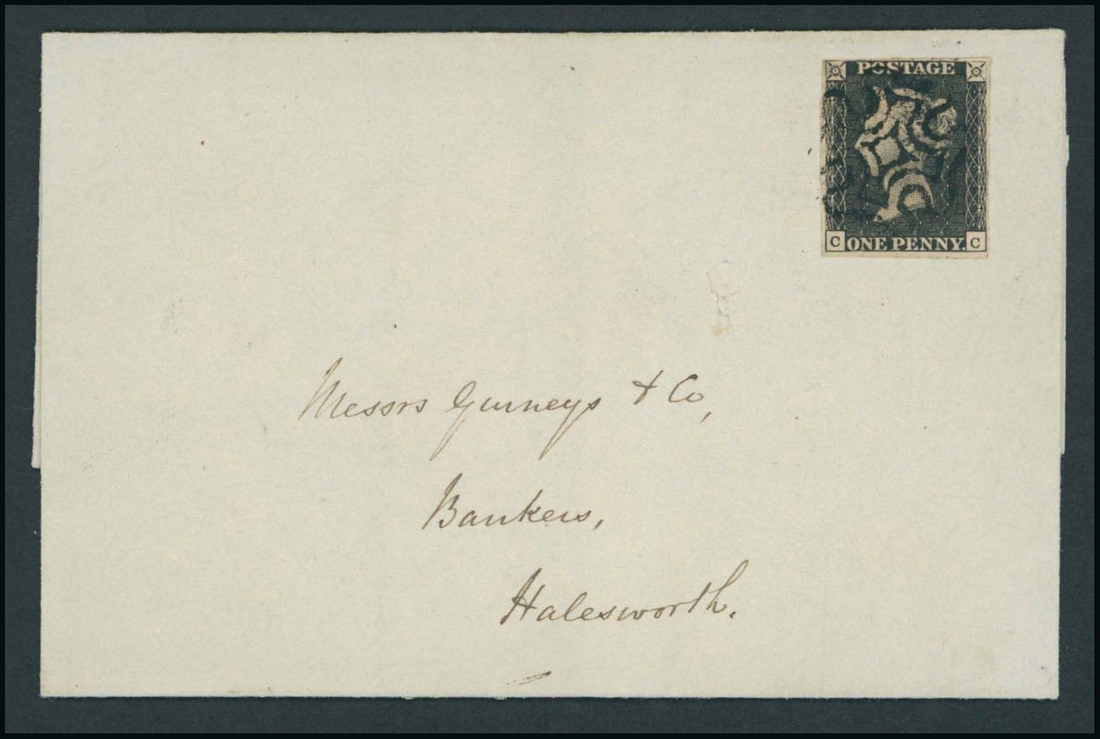 POSTAGE
C ONE PENNY. C
Messrs Gurneys & Co,
Bankers,
Halesworth.